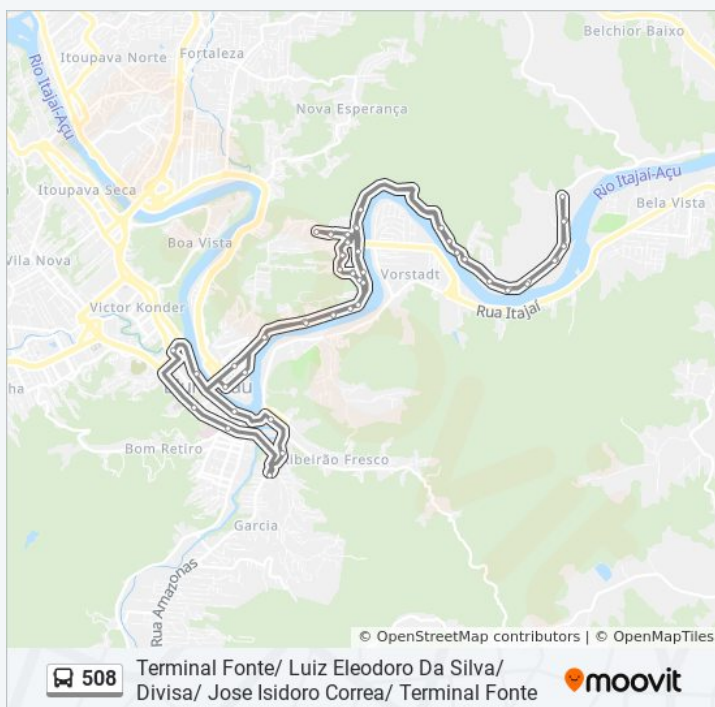 Belchior Baixo
Itoupava Norte
Fortaleza
Rio Itajaí-Açu
Nova Esperança
Itoupava Seca
Rio Itajaí-Açu
Bela Vista
Boa Vista
Vila Nova
Vorstadt
Victor Konder
Rua Itajaí
Bom Retiro
Garcia
Rua Amazonas
© OpenStreetMap contributors | © OpenMapTiles
508
Terminal Fonte/ Luiz Eleodoro Da Silva/
Divisa/ Jose Isidoro Correa/ Terminal Fonte
moovit